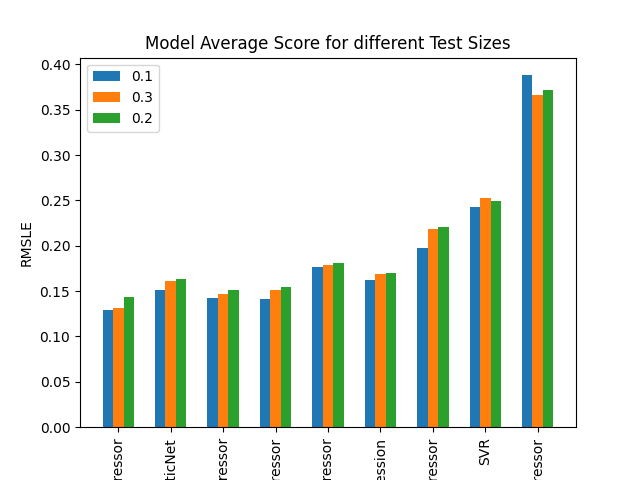 Model Average Score for different Test Sizes
0.1
0.3
0.2
0.40
0.35
0.30
0.25
0.20
0.15
0.10
0.05
0.00
RMSLE
ressor
ticNet
ressor
ressor
ressor
ession
ressor
SVR
ressor